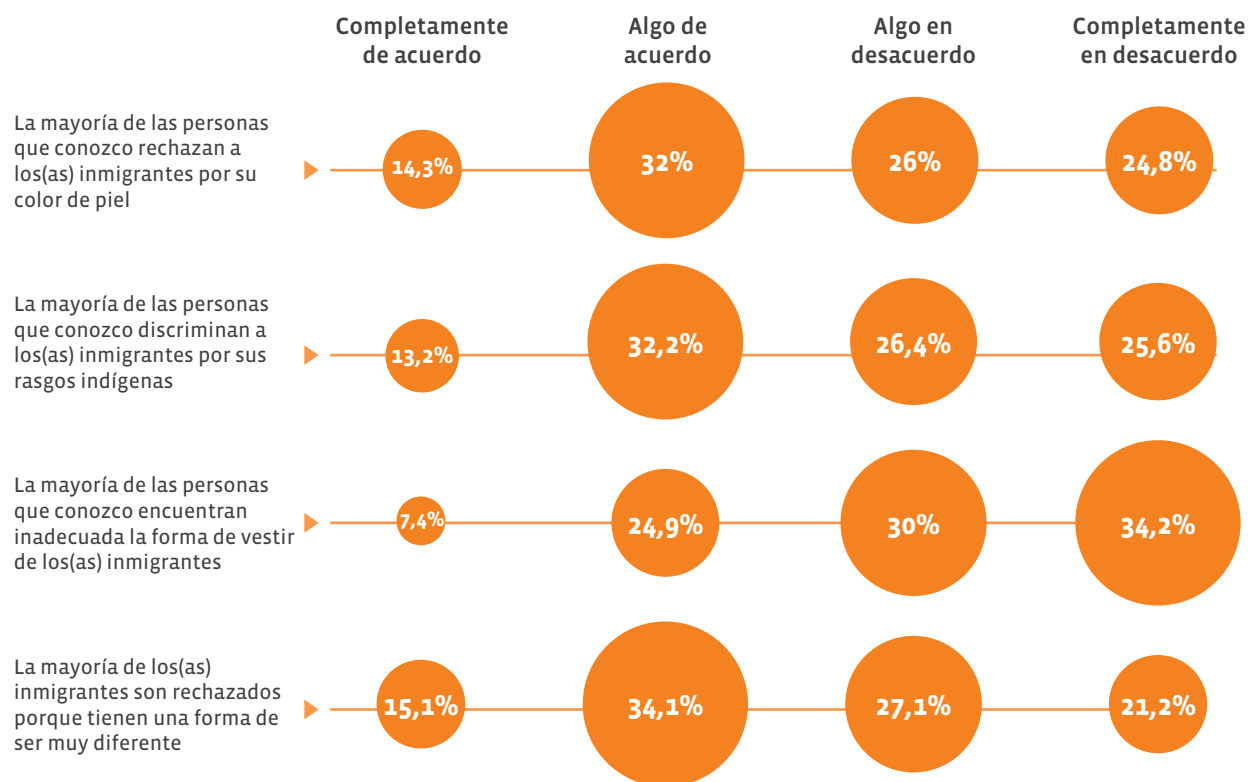 Completamente
de acuerdo
Algo de
acuerdo
Algo en
desacuerdo
Completamente
en desacuerdo
La mayoría de las personas
que conozco rechazan a
los(as) inmigrantes por su
color de piel
14,3%
32%
26%
24,8%
La mayoría de las personas
que conozco discriminan a
los(as) inmigrantes por sus
rasgos indígenas
13,2%
32,2%
26,4%
25,6%
La mayoría de las personas
que conozco encuentran
inadecuada la forma de vestir
de los(as) inmigrantes
7,4%
24,9%
30%
34,2%
La mayoría de los(as)
inmigrantes son rechazados
porque tienen una forma de
ser muy diferente
15,1%
34,1%
27,1%
21,2%